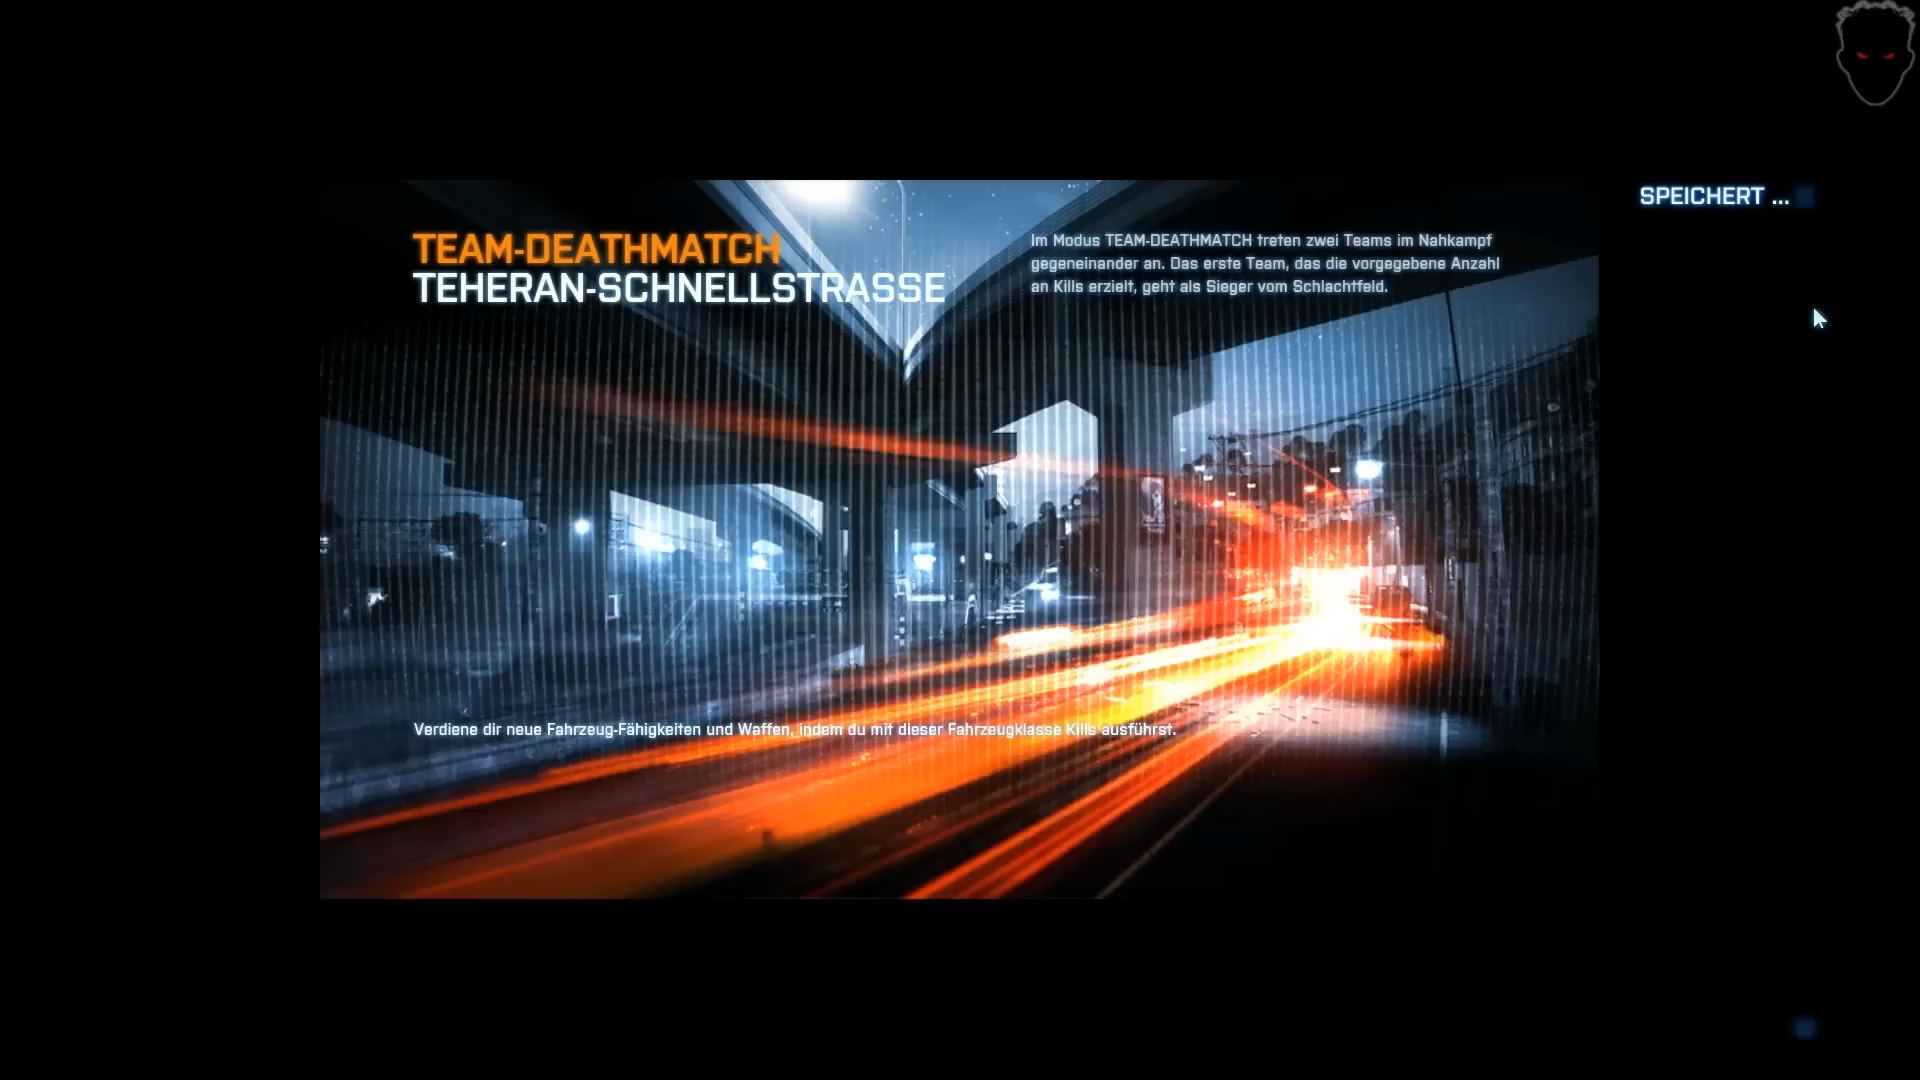 SPEICHERT ...
TEAM-DEATHMATCH
TEHERAN-SCHNELLSTRASSE
Im Modus TEAM-DEATHMATCH treten zwei Teams im Nahkampf
gegeneinander an. Das erste Team, das die vorgegebene Anzahl
an Kills erzielt, geht als Sieger vom Schlachtfeld.
Verdiene dir neue Fahrzeug-Fähigkeiten und Waffen, indem du mit dieser Fahrzeugklasse Kills ausführst.